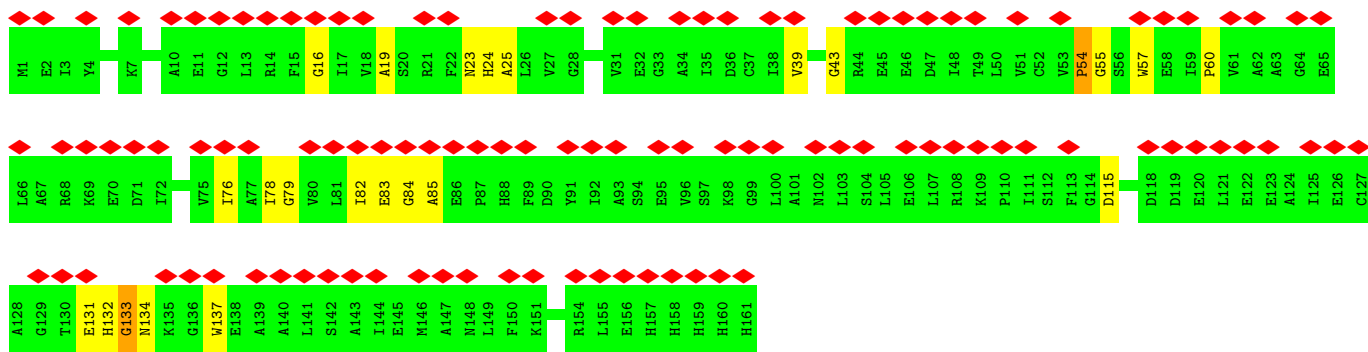 M1 E2 I3 Y4 K7 A10 E11 G12 L13 R14 F15 G16 I17 V18 A19 S20 R21 F22 N23 H24 A25 L26 V27 G28 V31 E32 G33 A34 I35 D36 C37 I38 V39 G43 R44 E45 E46 D47 I48 T49 L50 V51 C52 V53 P54 G55 S56 W57 E58 I59 P60 V61 A62 A63 G64 E65
L66 A67 R68 K69 E70 D71 I72 V75 I76 A77 I78 G79 V80 L81 I82 E83 G84 A85 E86 P87 H88 F89 D90 Y91 I92 A93 S94 E95 V96 S97 K98 G99 L100 A101 N102 L103 S104 L105 E106 L107 R108 K109 P110 I111 S112 F113 G114 D115 D118 D119 E120 L121 E122 E123 A124 I125 E126 C127
A128 G129 T130 E131 H132 G133 N134 K135 G136 W137 E138 A139 A140 L141 S142 A143 I144 E145 M146 A147 N148 L149 F150 K151 R154 L155 E156 H157 H158 H159 H160 H161